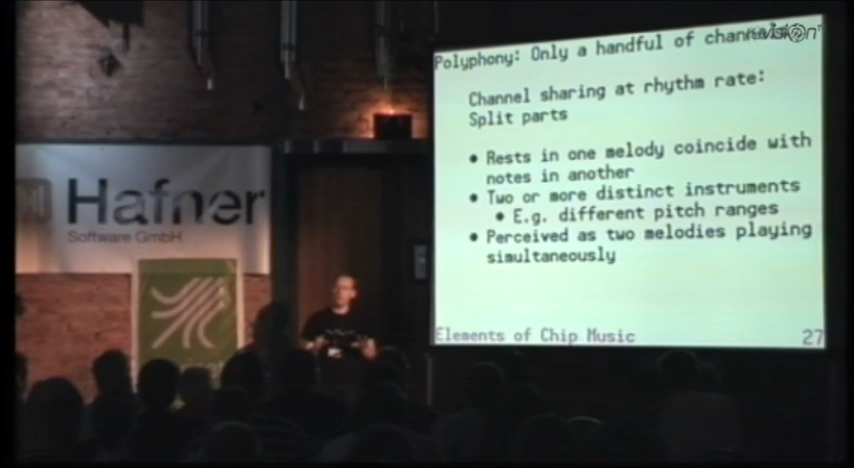 Polyphony: Only a handful of channels
revision
Channel sharing at rhythm rate:
Split parts
• Rests in one melody coincide with
notes in another
• Two or more distinct instruments
• E.g. different pitch ranges
• Perceived as two melodies playing
simultaneously
Elements of Chip Music 27
Hafner
Software GmbH